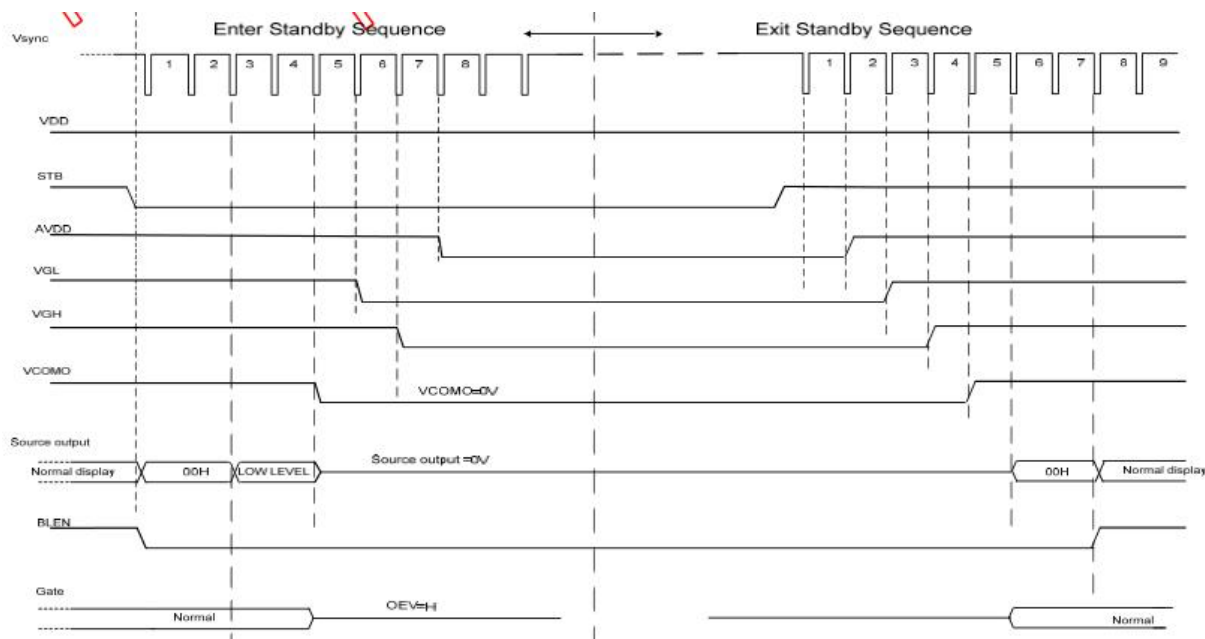 Enter Standby Sequence
Exit Standby Sequence
Vsync
1 2 3 4 5 6 7 8
1 2 3 4 5 6 7 8 9
VDD
STB
AVDD
VGL
VGH
VCOMO
VCOMO=0V
Source output
Normal display
00H
LOW LEVEL
Source output =0V
00H
Normal display
BLEN
Gate
Normal
OEV=H
Normal